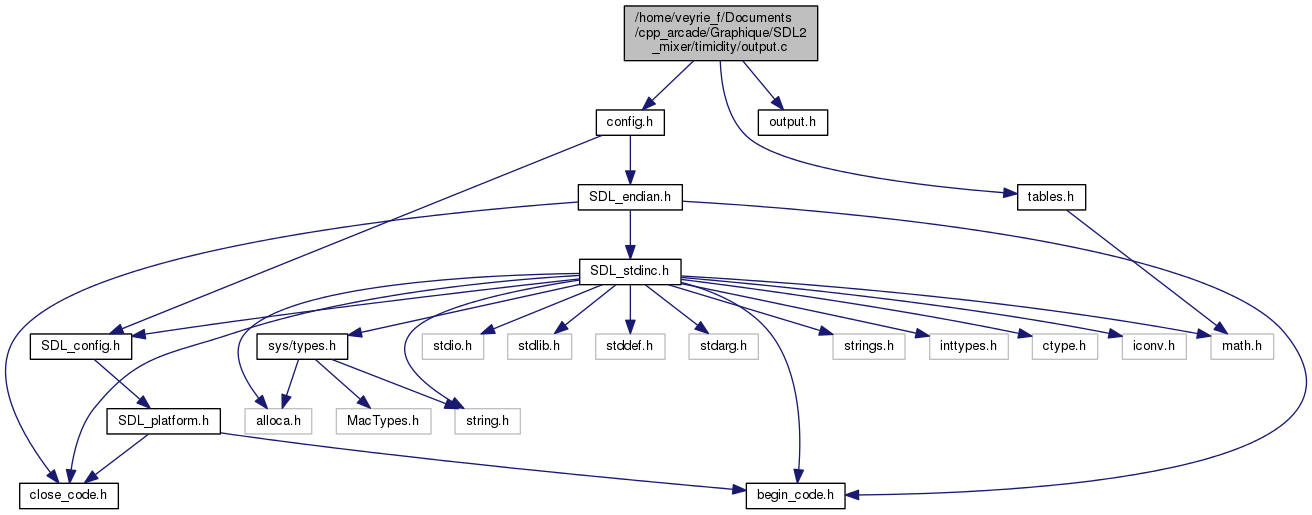 /home/veyrie_f/Documents
/cpp_arcade/Graphique/SDL2
_mixer/timidity/output.c
config.h
output.h
SDL_endian.h
tables.h
SDL_stdinc.h
SDL_config.h
sys/types.h
stdio.h
stdlib.h
stddef.h
stdarg.h
strings.h
inttypes.h
ctype.h
iconv.h
math.h
SDL_platform.h
alloca.h
MacTypes.h
string.h
close_code.h
begin_code.h